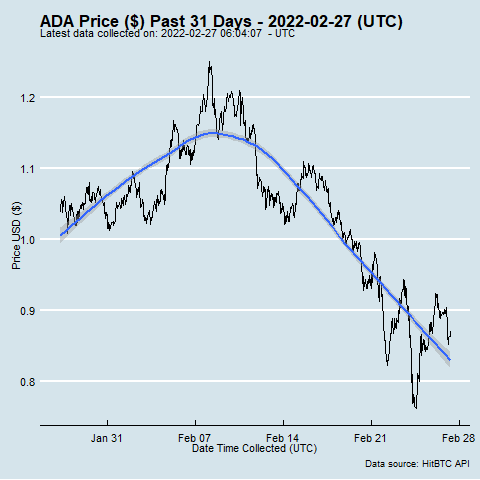 ADA Price ($) Past 31 Days - 2022-02-27 (UTC)
Latest data collected on: 2022-02-27 06:04:07 - UTC
1.2
1.1
1.0
0.9
0.8
Price USD ($)
Jan 31 Feb 07 Feb 14 Feb 21 Feb 28
Date Time Collected (UTC)
Data source: HitBTC API